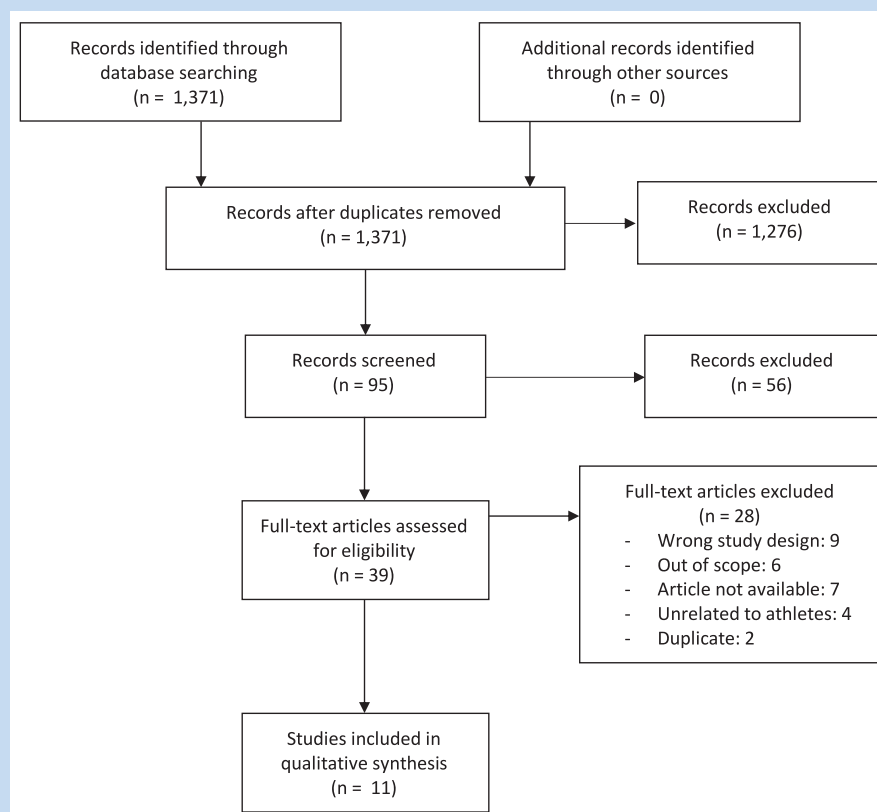 Records identified through
database searching
(n = 1,371)
Additional records identified
through other sources
(n = 0)
Records after duplicates removed
(n = 1,371)
Records excluded
(n = 1,276)
Records screened
(n = 95)
Records excluded
(n = 56)
Full-text articles assessed
for eligibility
(n = 39)
Full-text articles excluded
(n = 28)
- Wrong study design: 9
- Out of scope: 6
- Article not available: 7
- Unrelated to athletes: 4
- Duplicate: 2
Studies included in
qualitative synthesis
(n = 11)